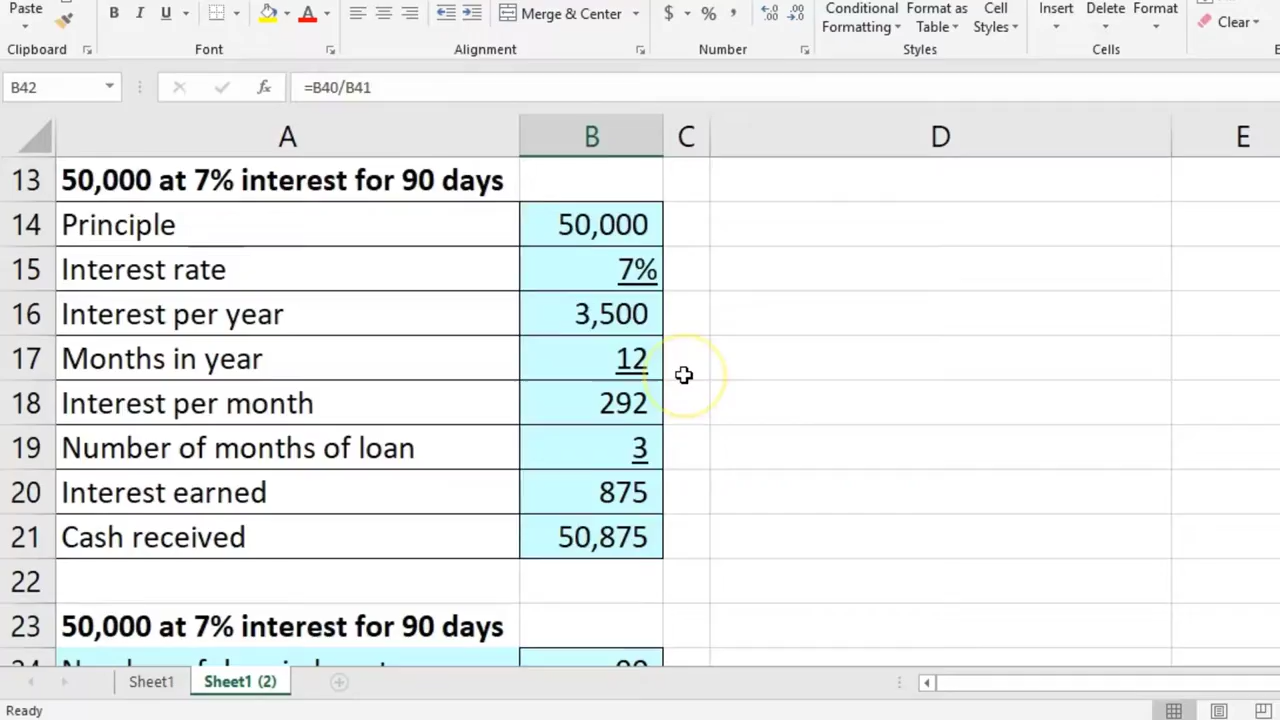 Paste
B I U
Merge & Center
$ % ,
Conditional Formatting
Format as Table
Cell Styles
Insert
Delete
Format
Clear
Clipboard
Font
Alignment
Number
Styles
Cells
B42
fx
=B40/B41
A B C D E
13 50,000 at 7% interest for 90 days
14 Principle 50,000
15 Interest rate 7%
16 Interest per year 3,500
17 Months in year 12
18 Interest per month 292
19 Number of months of loan 3
20 Interest earned 875
21 Cash received 50,875
22
23 50,000 at 7% interest for 90 days
Sheet1
Sheet1 (2)
Ready